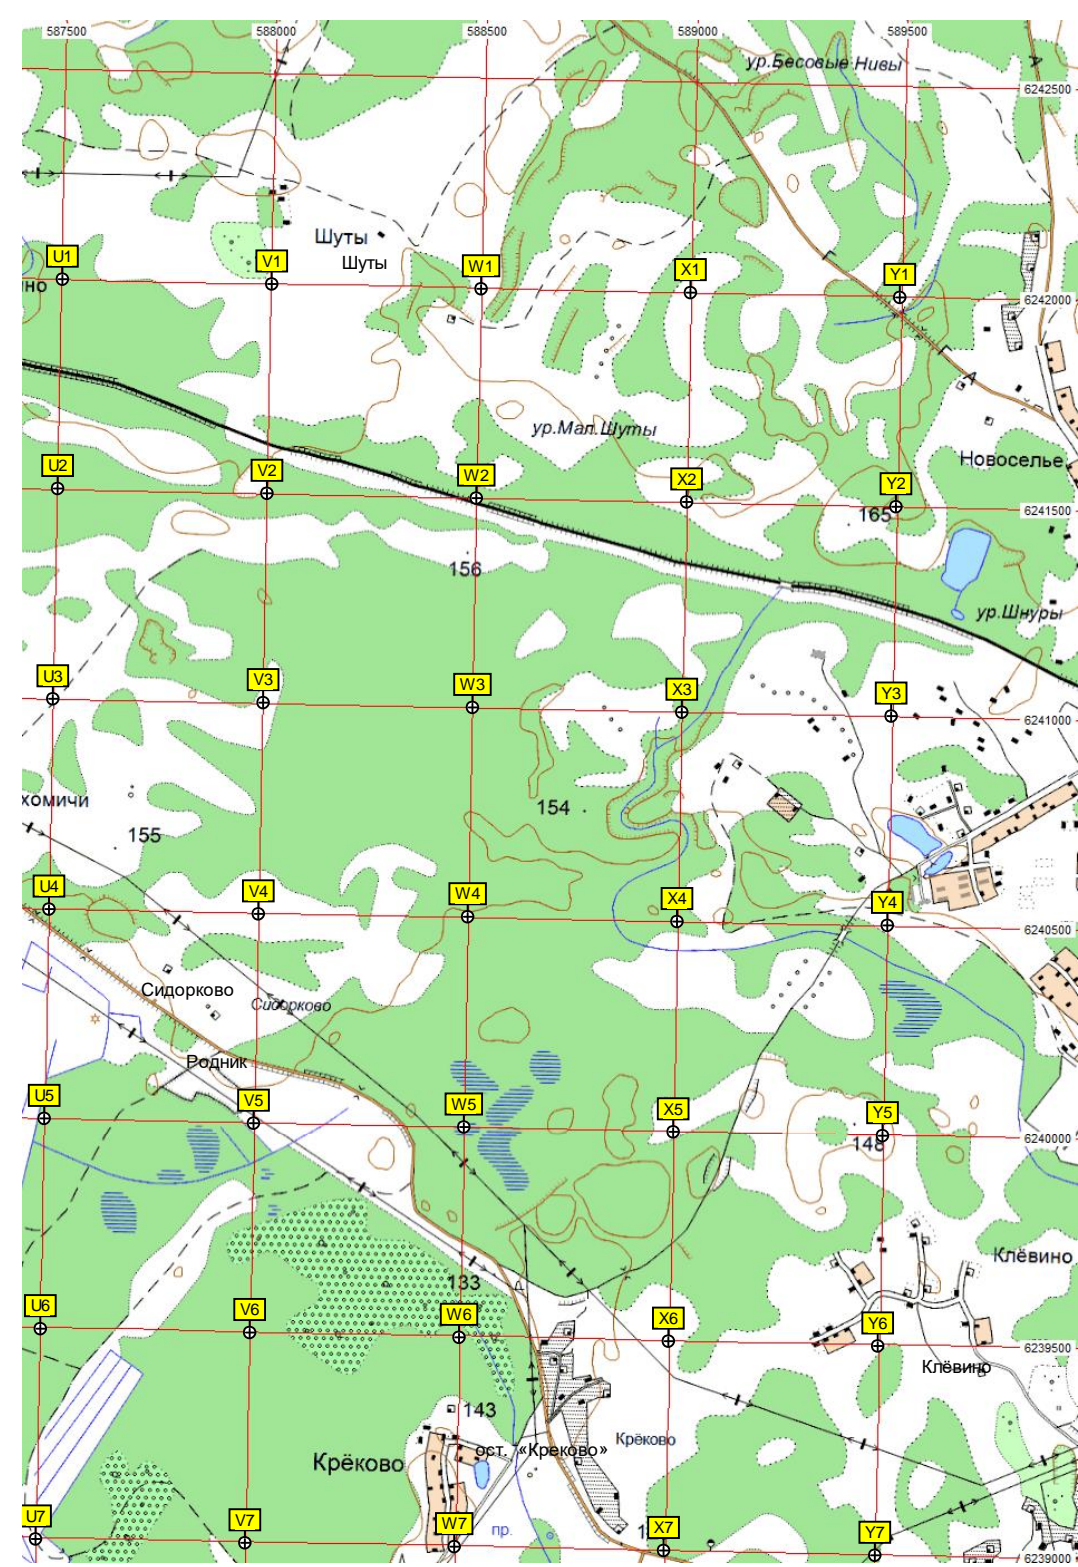 587500 588000 588500 589000 589500
ур.Бесовые Нивы
6242500
Шуты
Шуты
U1 V1 W1 X1 Y1
но
6242000
А
А
ур.Мал.Шуты
Новоселье
U2 V2 W2 X2 Y2
165
6241500
156
ур.Шнуры
U3 V3 W3 X3 Y3
6241000
хомичи
154
155
U4 V4 W4 X4 Y4
6240500
Сидорково
Сидорково
Родник
U5 V5 W5 X5 Y5
6240000
148
Клёвино
133
U6 V6 W6 X6 Y6
6239500
Клёвино
143
Крёково
ост. «Креково»
Крёково
U7 V7 W7 X7 Y7
пр.
6239000